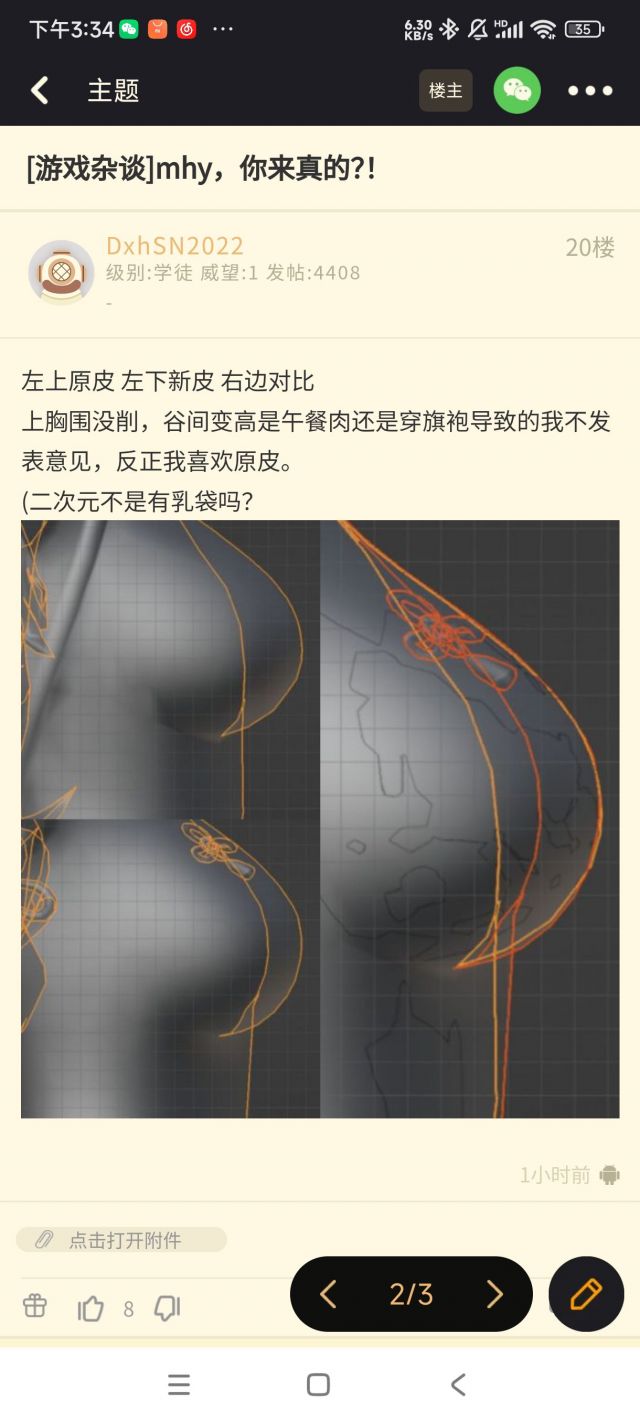 下午3:34 ···
6.30 KB/s HD 35
主题
楼主
[游戏杂谈]mhy，你来真的?!
DxhSN2022
20楼
级别:学徒 威望:1 发帖:4408
-
左上原皮 左下新皮 右边对比
上胸围没削，谷间变高是午餐肉还是穿旗袍导致的我不发
表意见，反正我喜欢原皮。
(二次元不是有乳袋吗?
1小时前
点击打开附件
8
2/3